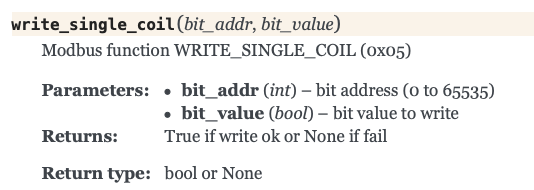 write_single_coil(bit_addr, bit_value)
Modbus function WRITE_SINGLE_COIL (0x05)
Parameters: • bit_addr (int) – bit address (0 to 65535)
• bit_value (bool) – bit value to write
Returns: True if write ok or None if fail
Return type: bool or None